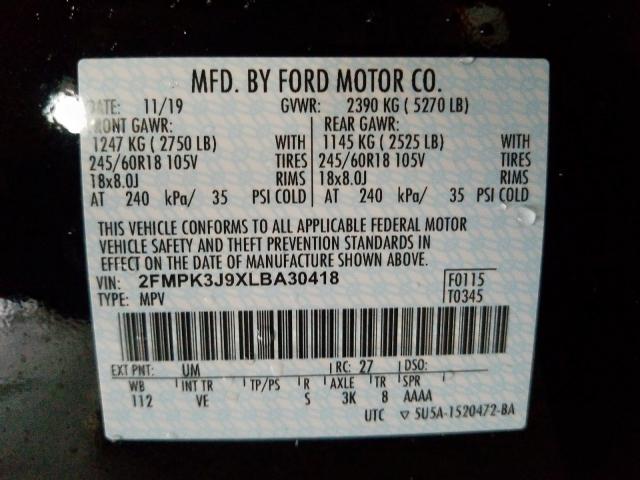 MFD. BY FORD MOTOR CO.
DATE: 11/19 GVWR: 2390 KG ( 5270 LB)
FRONT GAWR: REAR GAWR:
1247 KG ( 2750 LB) WITH 1145 KG ( 2525 LB) WITH
245/60R18 105V TIRES 245/60R18 105V TIRES
18x8.0J RIMS 18x8.0J RIMS
AT 240 kPa/ 35 PSI COLD AT 240 kPa/ 35 PSI COLD
THIS VEHICLE CONFORMS TO ALL APPLICABLE FEDERAL MOTOR
VEHICLE SAFETY AND THEFT PREVENTION STANDARDS IN
EFFECT ON THE DATE OF MANUFACTURE SHOWN ABOVE.
VIN: 2FMPK3J9XLBA30418 F0115
TYPE: MPV T0345
EXT PNT: UM RC: 27 DSO:
WB INT TR TP/PS R AXLE TR SPR
112 VE S 3K 8 AAAA
UTC ▽ 5U5A-1520472-BA